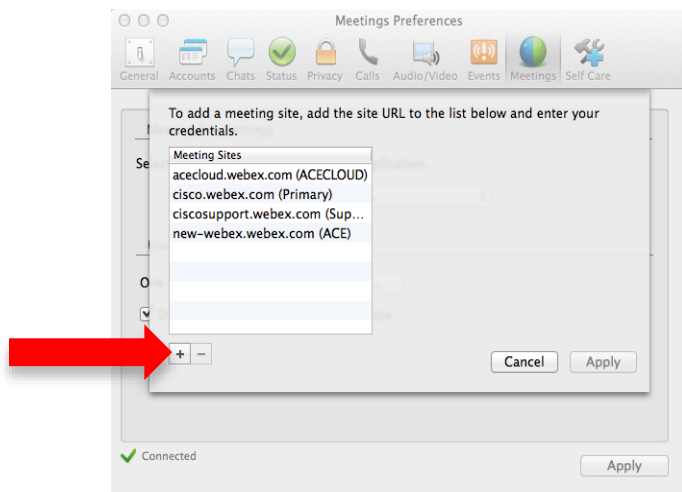 Meetings Preferences
General Accounts Chats Status Privacy Calls Audio/Video Events Meetings Self Care
To add a meeting site, add the site URL to the list below and enter your
credentials.
Meeting Sites
acecloud.webex.com (ACECLOUD)
cisco.webex.com (Primary)
ciscosupport.webex.com (Sup...
new-webex.webex.com (ACE)
Se
O
+ −
Cancel Apply
Connected
Apply